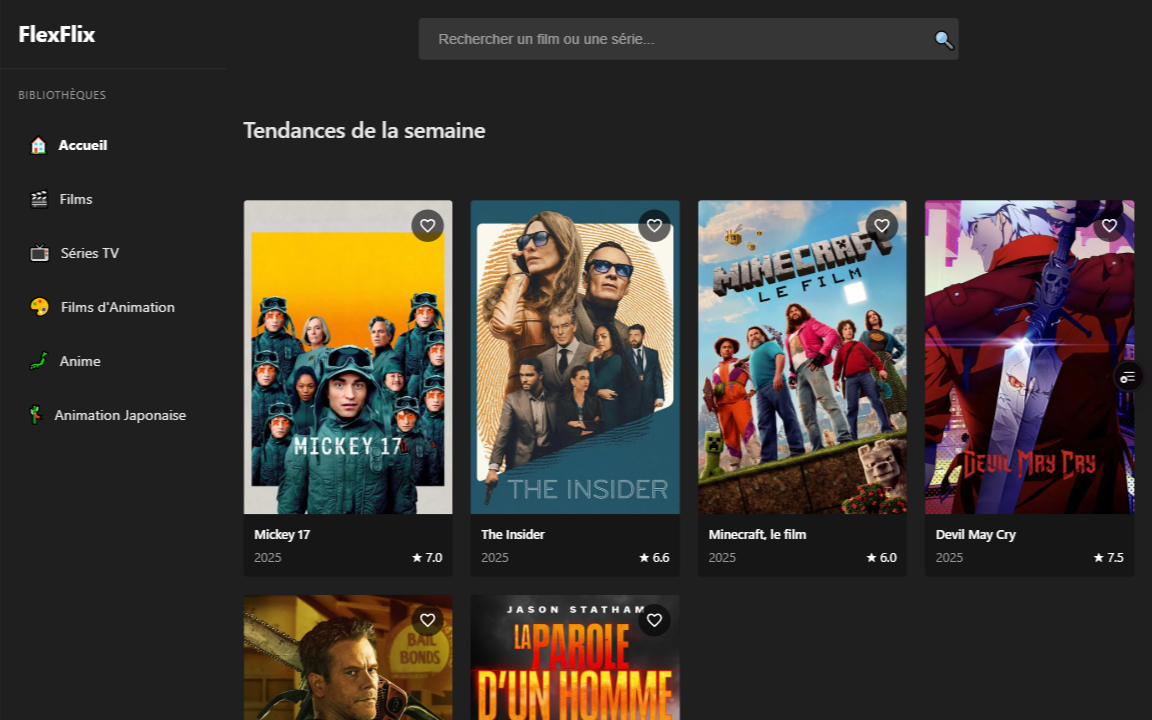 FlexFlix
Rechercher un film ou une série...
BIBLIOTHÈQUES
Accueil
Films
Séries TV
Films d'Animation
Anime
Animation Japonaise
Tendances de la semaine
MICKEY 17
THE INSIDER
MINECRAFT
LE FILM
DEVIL MAY CRY
Mickey 17
2025
★ 7.0
The Insider
2025
★ 6.6
Minecraft, le film
2025
★ 6.0
Devil May Cry
2025
★ 7.5
BAIL
BONDS
JASON STATHAM
LA PAROLE
D'UN HOMME